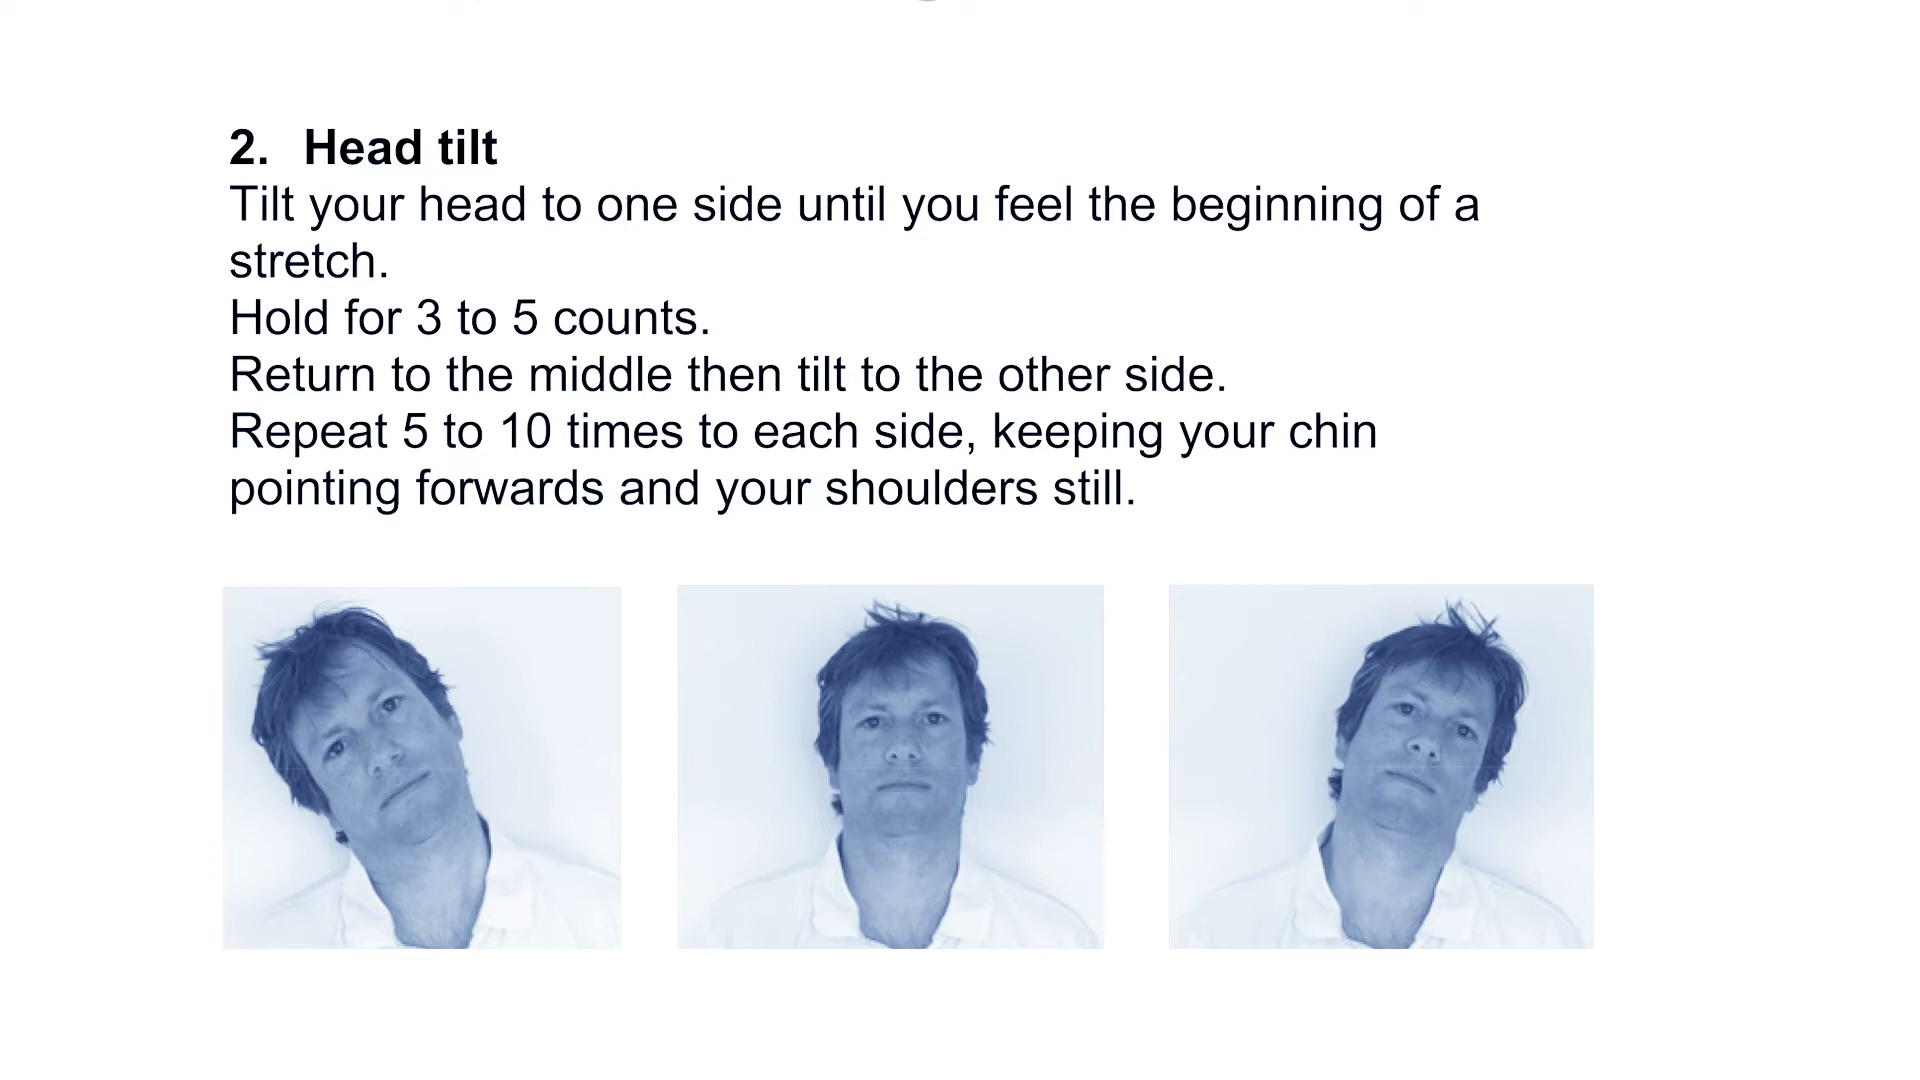 2. Head tilt
Tilt your head to one side until you feel the beginning of a
stretch.
Hold for 3 to 5 counts.
Return to the middle then tilt to the other side.
Repeat 5 to 10 times to each side, keeping your chin
pointing forwards and your shoulders still.